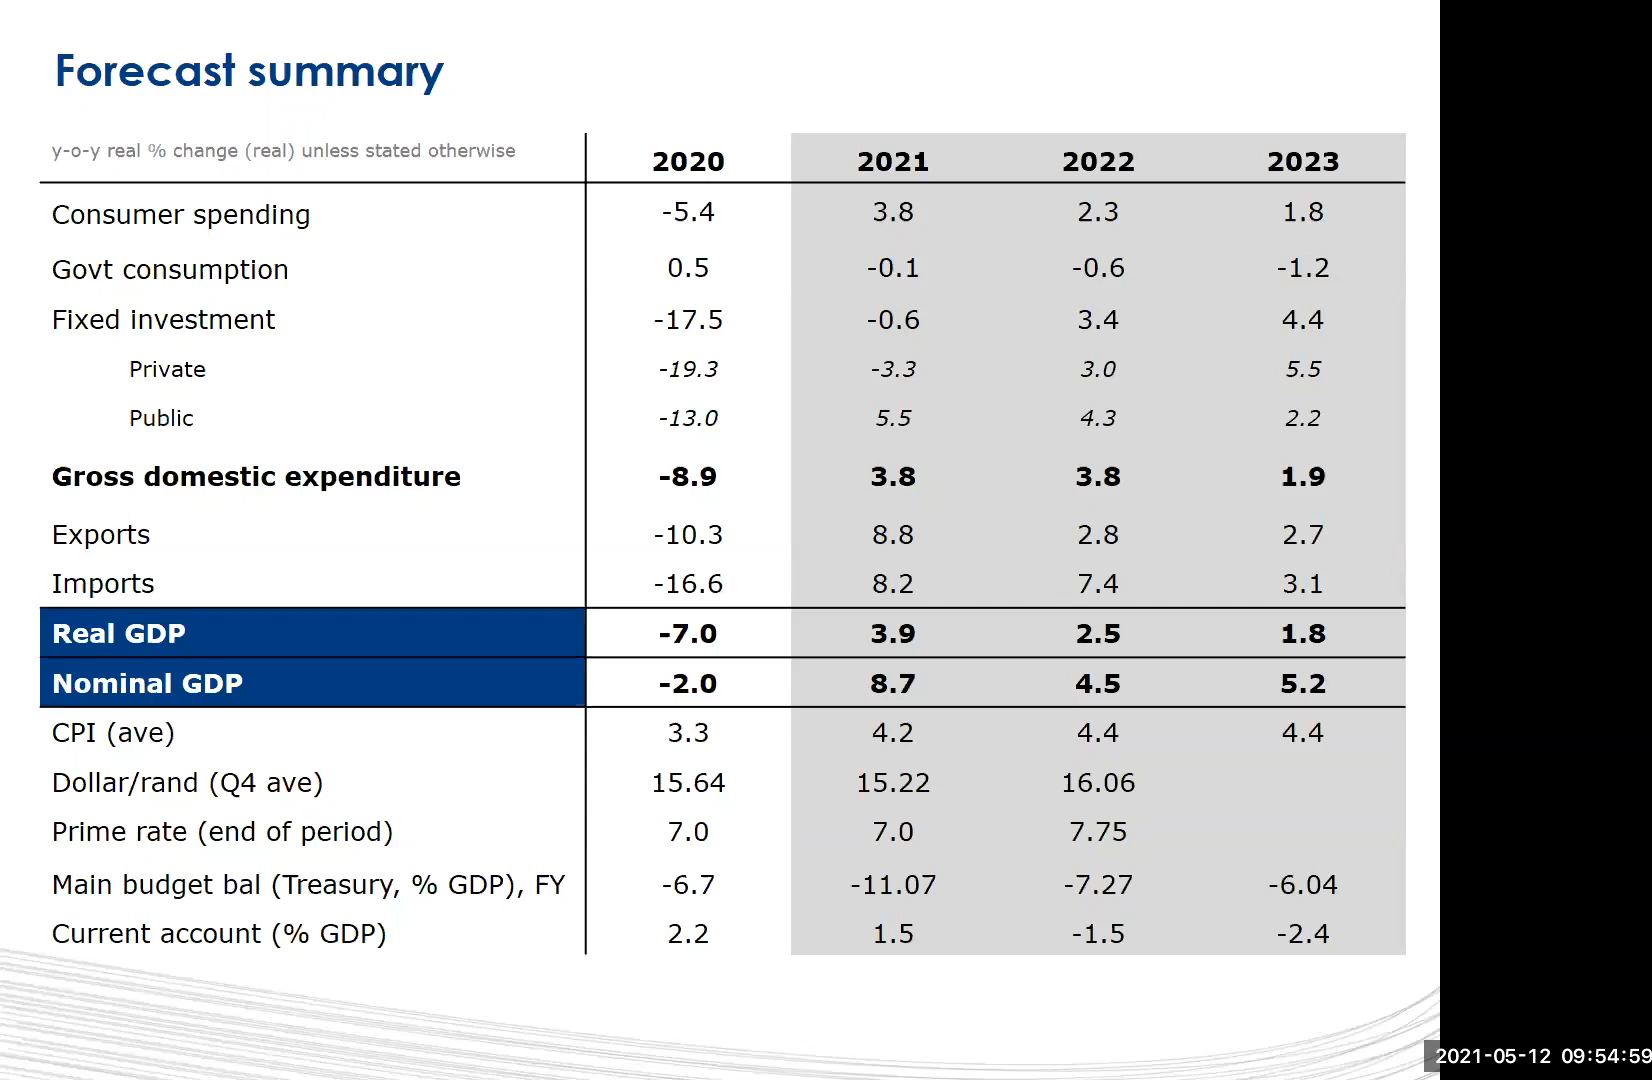 Forecast summary
y-o-y real % change (real) unless stated otherwise 2020 2021 2022 2023
Consumer spending -5.4 3.8 2.3 1.8
Govt consumption 0.5 -0.1 -0.6 -1.2
Fixed investment -17.5 -0.6 3.4 4.4
Private -19.3 -3.3 3.0 5.5
Public -13.0 5.5 4.3 2.2
Gross domestic expenditure -8.9 3.8 3.8 1.9
Exports -10.3 8.8 2.8 2.7
Imports -16.6 8.2 7.4 3.1
Real GDP -7.0 3.9 2.5 1.8
Nominal GDP -2.0 8.7 4.5 5.2
CPI (ave) 3.3 4.2 4.4 4.4
Dollar/rand (Q4 ave) 15.64 15.22 16.06
Prime rate (end of period) 7.0 7.0 7.75
Main budget bal (Treasury, % GDP), FY -6.7 -11.07 -7.27 -6.04
Current account (% GDP) 2.2 1.5 -1.5 -2.4
2021-05-12 09:54:59